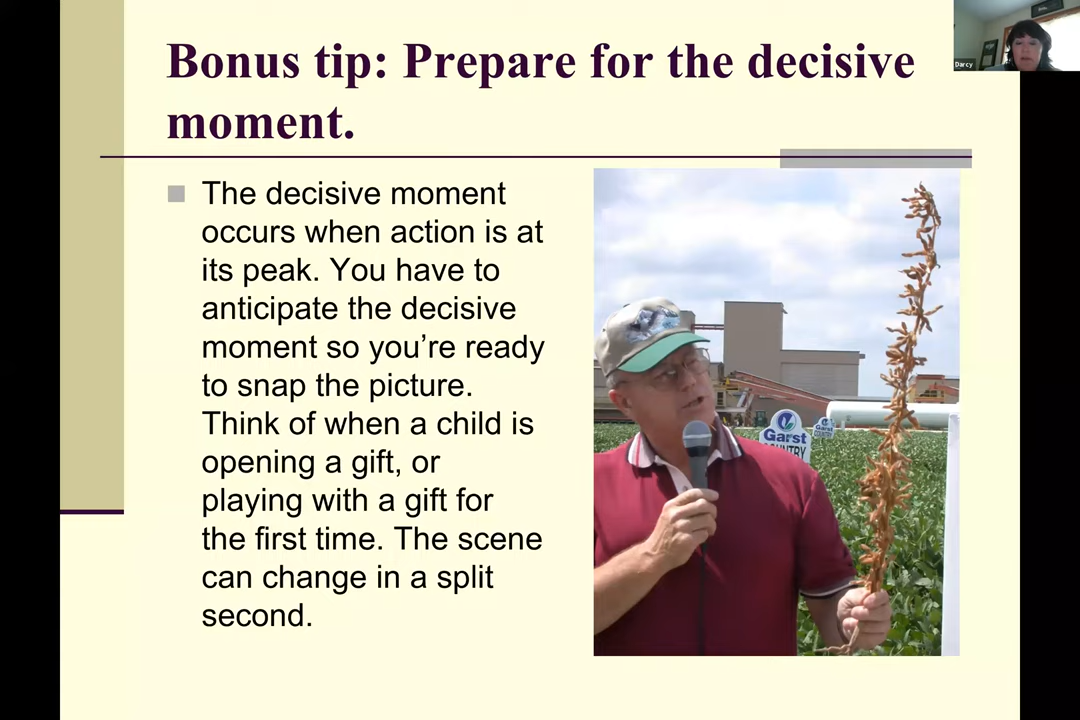 Bonus tip: Prepare for the decisive
moment.
Darcy
The decisive moment
occurs when action is at
its peak. You have to
anticipate the decisive
moment so you’re ready
to snap the picture.
Think of when a child is
opening a gift, or
playing with a gift for
the first time. The scene
can change in a split
second.
Garst
COUNTRY
Garst